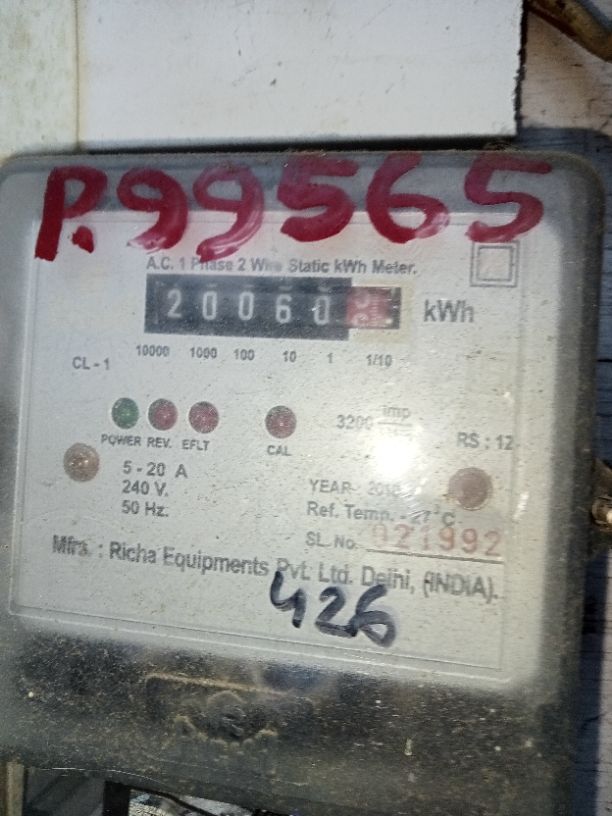 P.99565
A.C. 1 Phase 2 Wire Static kWh Meter.
20060 kWh
10000 1000 100 10 1 1/10
CL - 1
3200 imp
POWER REV. EFLT CAL
RS : 12
5 - 20 A
240 V.
50 Hz.
YEAR
Ref. Temp. - 27°C
SL. No. 021992
Mfrs. : Richa Equipments Pvt. Ltd. Delhi, (INDIA).
426